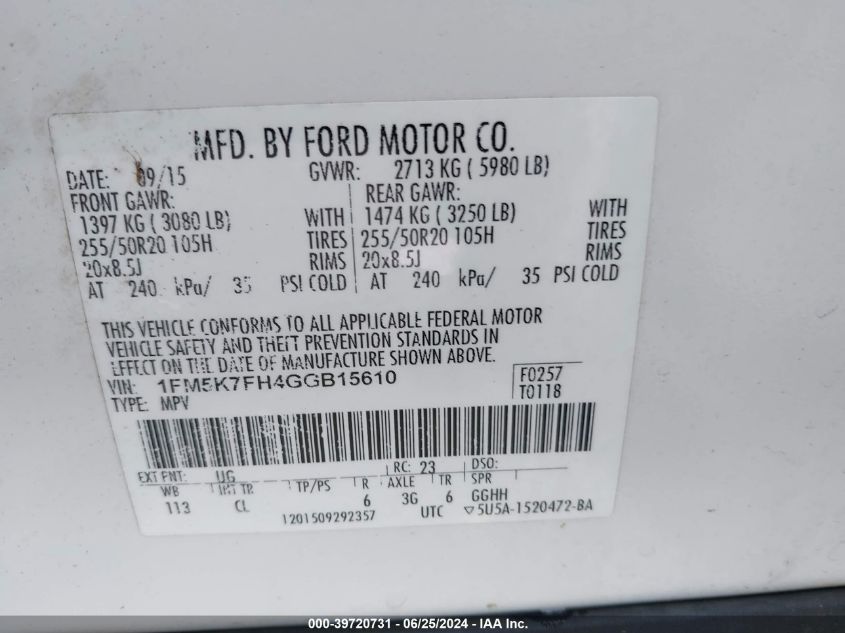 MFD. BY FORD MOTOR CO.
DATE: 09/15 GVWR: 2713 KG ( 5980 LB)
FRONT GAWR: REAR GAWR:
1397 KG ( 3080 LB) WITH 1474 KG ( 3250 LB) WITH
255/50R20 105H TIRES 255/50R20 105H TIRES
20x8.5J RIMS 20x8.5J RIMS
AT 240 kPa/ 35 PSI COLD AT 240 kPa/ 35 PSI COLD
THIS VEHICLE CONFORMS TO ALL APPLICABLE FEDERAL MOTOR
VEHICLE SAFETY AND THEFT PREVENTION STANDARDS IN
EFFECT ON THE DATE OF MANUFACTURE SHOWN ABOVE.
VIN: 1FM5K7FH4GGB15610 F0257
TYPE: MPV T0118
EXT PNT: UG RC: 23 DSO:
WB INT TR TP/PS R AXLE TR SPR
113 CL 6 3G 6 GGHH
1201509292357 UTC ▽5U5A-1520472-BA
000-39720731 - 06/25/2024 - IAA Inc.